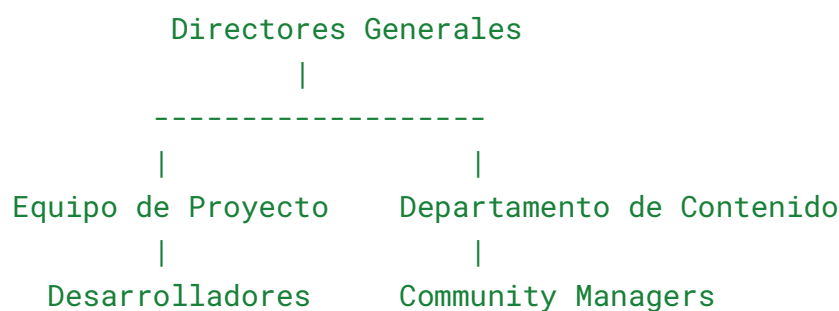 Directores Generales
|
-------------------
| |
Equipo de Proyecto Departamento de Contenido
| |
Desarrolladores Community Managers